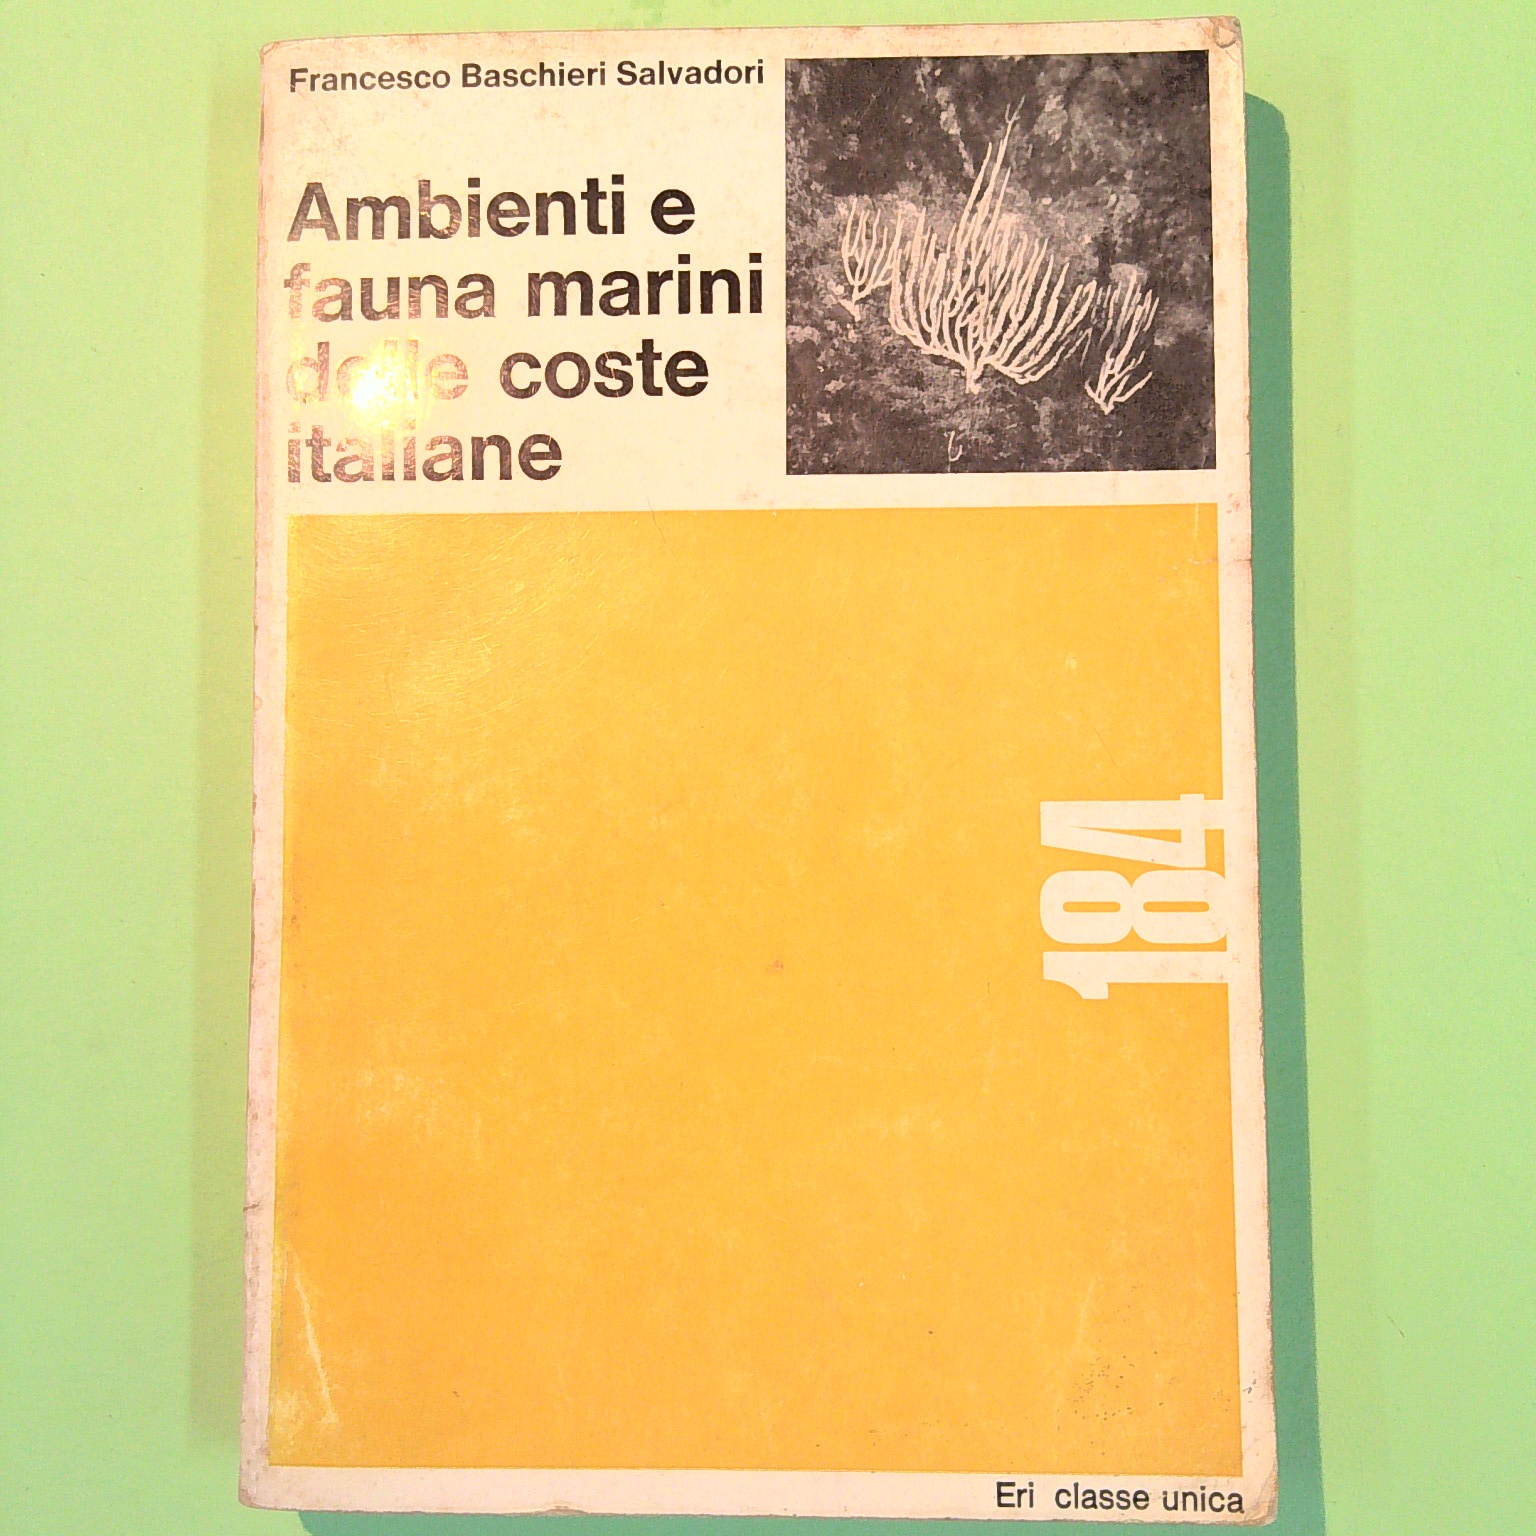 Francesco Baschieri Salvadori
Ambienti e
fauna marini
delle coste
italiane
184
Eri classe unica